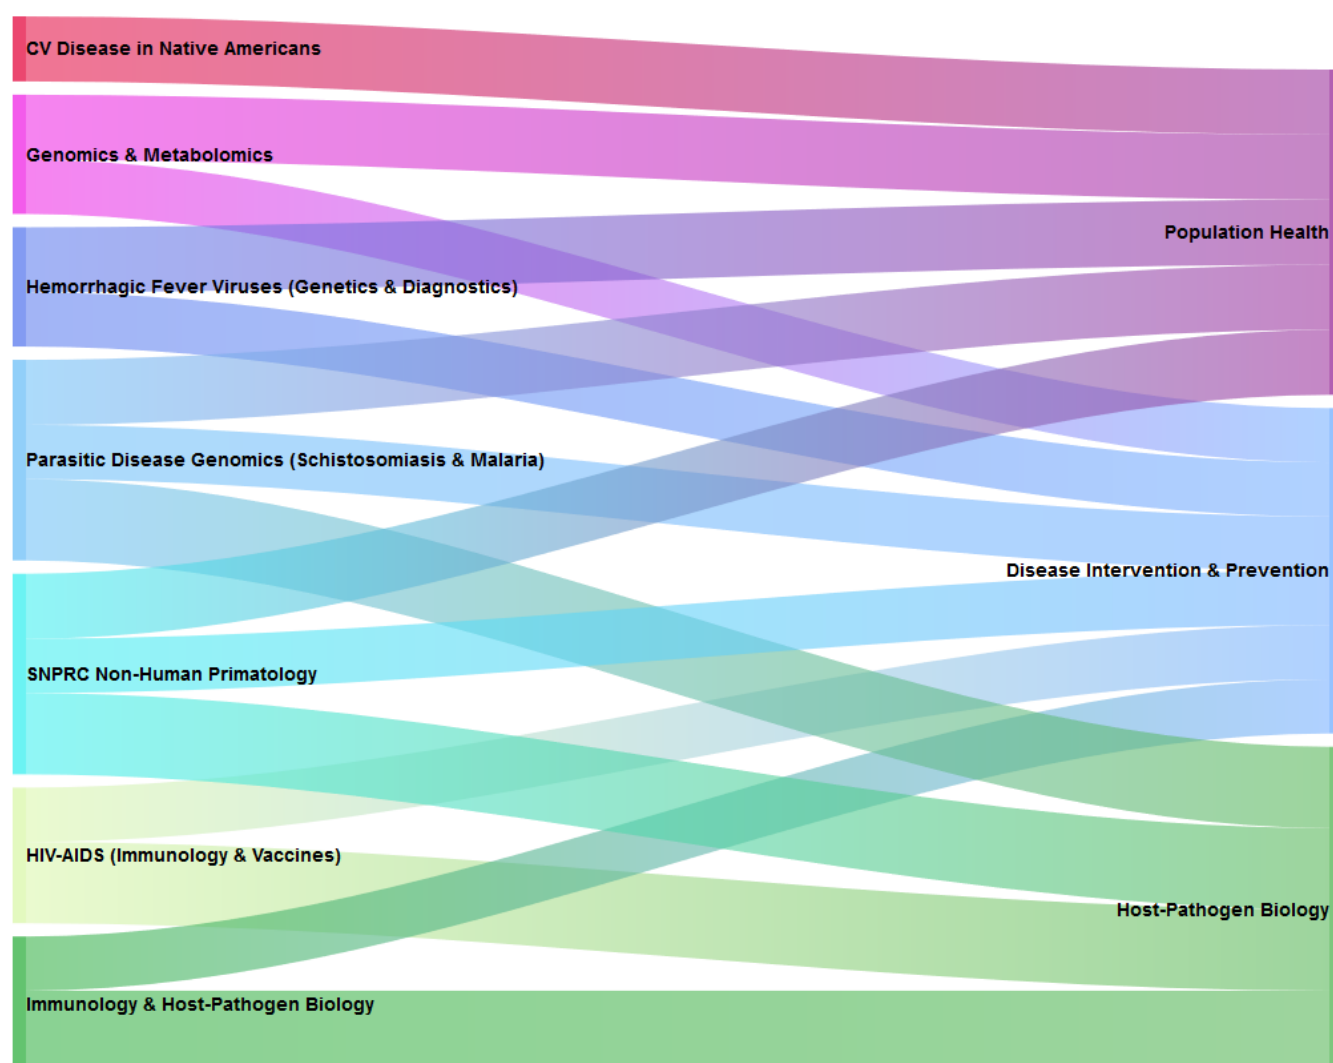 CV Disease in Native Americans
Genomics & Metabolomics
Hemorrhagic Fever Viruses (Genetics & Diagnostics)
Parasitic Disease Genomics (Schistosomiasis & Malaria)
SNPRC Non-Human Primatology
HIV-AIDS (Immunology & Vaccines)
Immunology & Host-Pathogen Biology
Population Health
Disease Intervention & Prevention
Host-Pathogen Biology